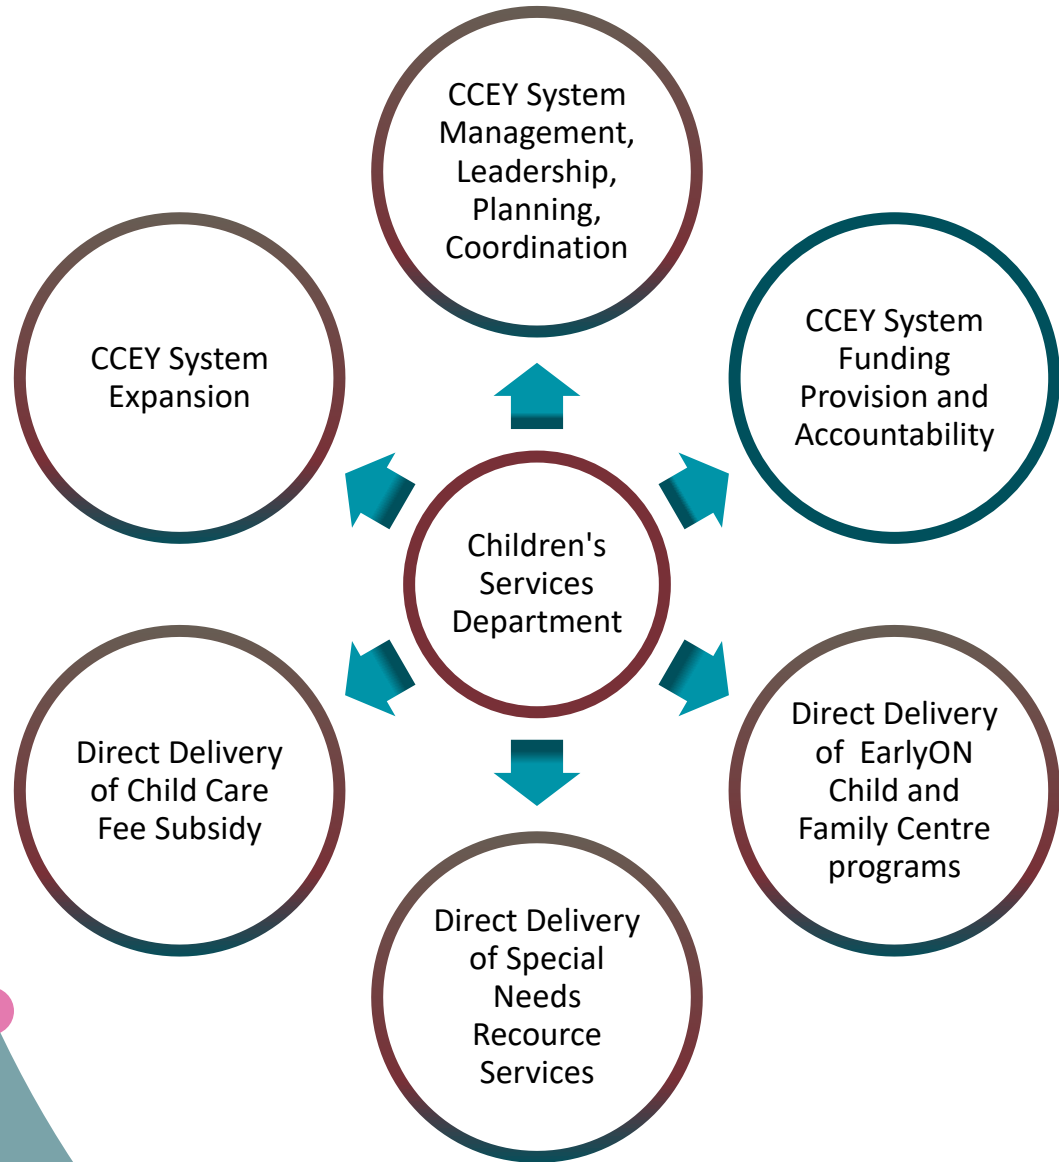 CCEY System
Management,
Leadership,
Planning,
Coordination
CCEY System
Funding
Provision and
Accountability
CCEY System
Expansion
Children's
Services
Department
Direct Delivery
of EarlyON
Child and
Family Centre
programs
Direct Delivery
of Child Care
Fee Subsidy
Direct Delivery
of Special
Needs
Recource
Services